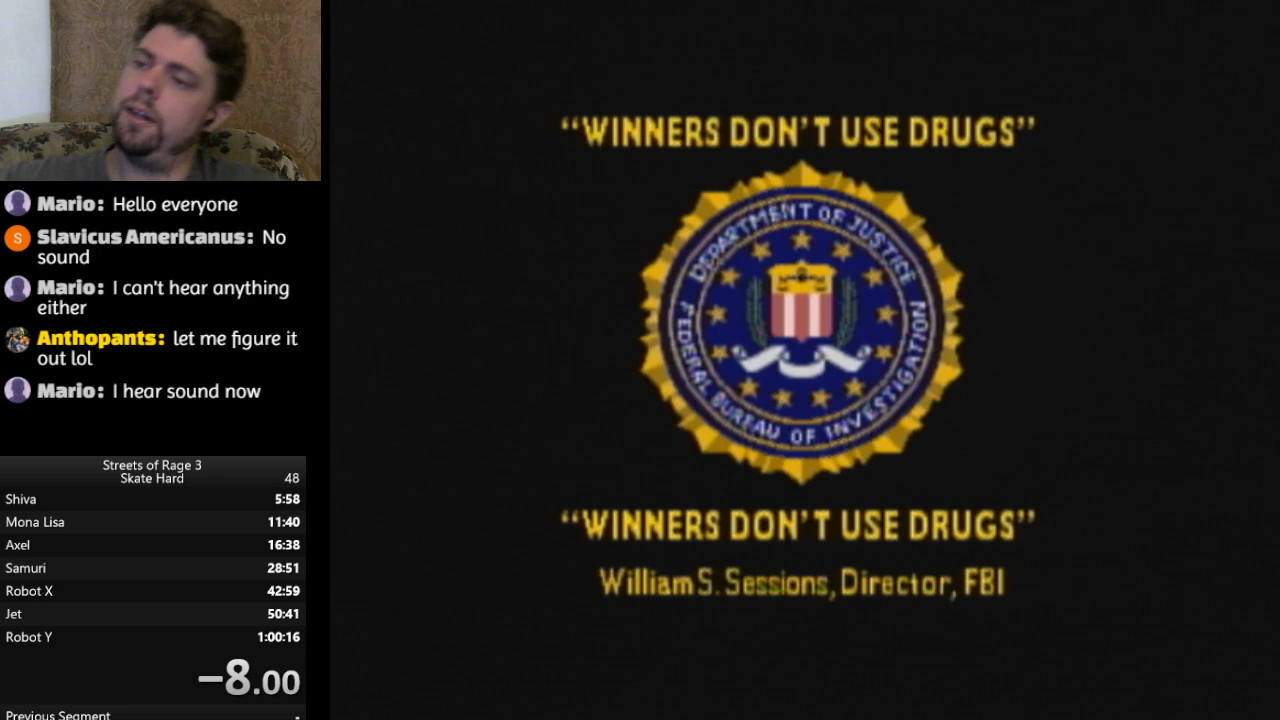 Mario: Hello everyone
Slavicus Americanus: No
sound
Mario: I can't hear anything
either
Anthopants: let me figure it
out lol
Mario: I hear sound now
S
Streets of Rage 3
Skate Hard 48
Shiva 5:58
Mona Lisa 11:40
Axel 16:38
Samuri 28:51
Robot X 42:59
Jet 50:41
Robot Y 1:00:16
−8.00
Previous Segment -
“WINNERS DON'T USE DRUGS”
DEPARTMENT OF JUSTICE
FEDERAL BUREAU OF INVESTIGATION
“WINNERS DON'T USE DRUGS”
William S. Sessions, Director, FBI